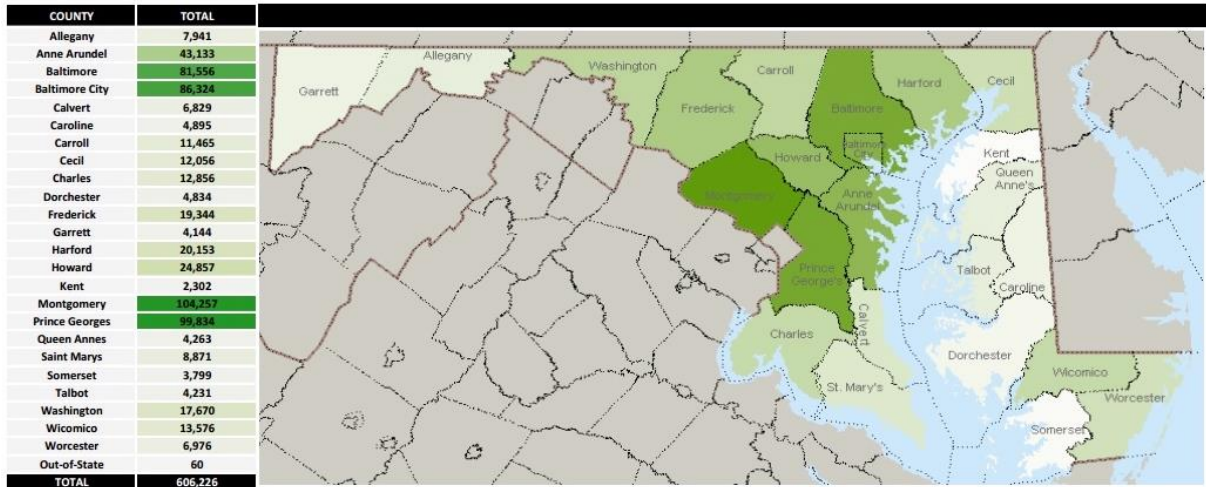 COUNTY TOTAL
Allegany 7,941
Anne Arundel 43,133
Baltimore 81,556
Baltimore City 86,324
Calvert 6,829
Caroline 4,895
Carroll 11,465
Cecil 12,056
Charles 12,856
Dorchester 4,834
Frederick 19,344
Garrett 4,144
Harford 20,153
Howard 24,857
Kent 2,302
Montgomery 104,257
Prince Georges 99,834
Queen Annes 4,263
Saint Marys 8,871
Somerset 3,799
Talbot 4,231
Washington 17,670
Wicomico 13,576
Worcester 6,976
Out-of-State 60
TOTAL 606,226
Allegany
Garrett
Washington
Frederick
Carroll
Baltimore
Baltimore
City
Harford
Cecil
Howard
Kent
Queen
Anne's
Montgomery
Anne
Arundel
Prince
George's
Talbot
Caroline
Calvert
Charles
St. Mary's
Dorchester
Wicomico
Worcester
Somerset